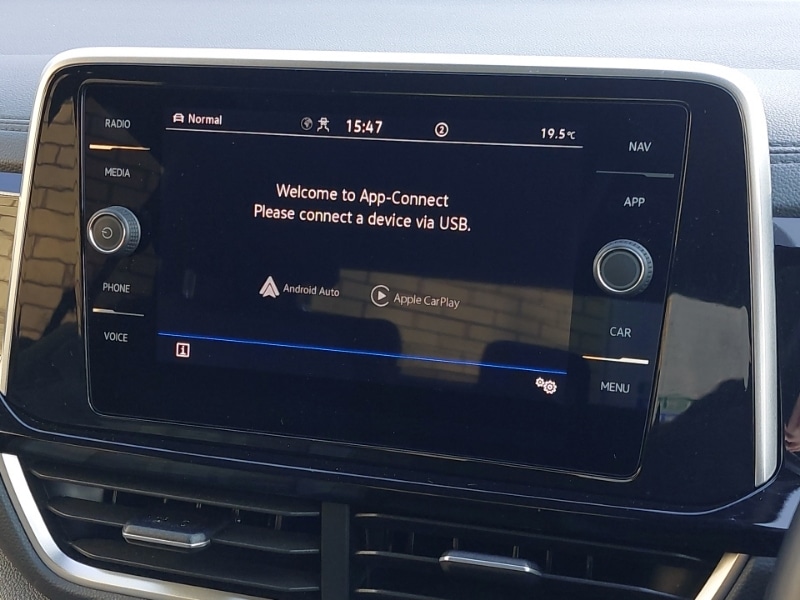 RADIO
MEDIA
PHONE
VOICE
Normal
15:47
2
19.5°C
Welcome to App-Connect
Please connect a device via USB.
Android Auto
Apple CarPlay
i
NAV
APP
CAR
MENU